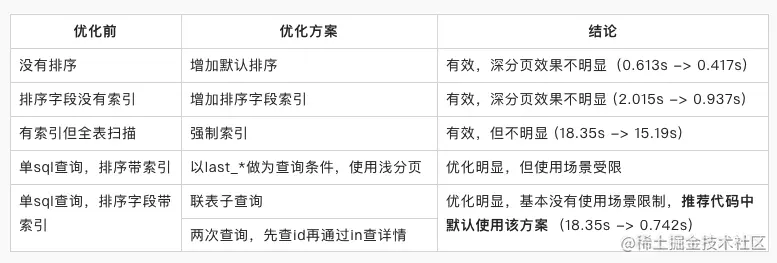 优化前 优化方案 结论
没有排序 增加默认排序 有效，深分页效果不明显（0.613s -> 0.417s）
排序字段没有索引 增加排序字段索引 有效，深分页效果不明显 (2.015s -> 0.937s)
有索引但全表扫描 强制索引 有效，但不明显 (18.35s -> 15.19s)
单sql查询，排序带索引 以last_*做为查询条件，使用浅分页 优化明显，但使用场景受限
单sql查询，排序字段带
索引
联表子查询
两次查询，先查id再通过in查详情
优化明显，基本没有使用场景限制，推荐代码中
默认使用该方案 （18.35s -> 0.742s）
@稀土掘金技术社区